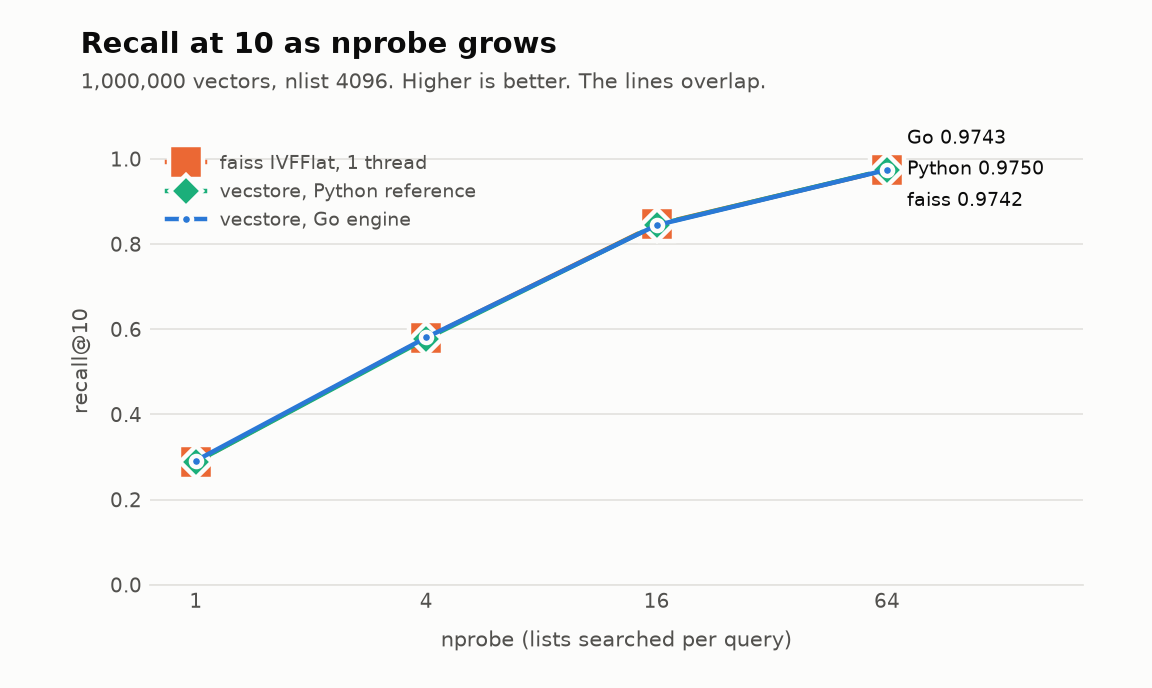 Recall at 10 as nprobe grows
1,000,000 vectors, nlist 4096. Higher is better. The lines overlap.
faiss IVFFlat, 1 thread
vecstore, Python reference
vecstore, Go engine
Go 0.9743
Python 0.9750
faiss 0.9742
recall@10
1.0
0.8
0.6
0.4
0.2
0.0
1
4
16
64
nprobe (lists searched per query)